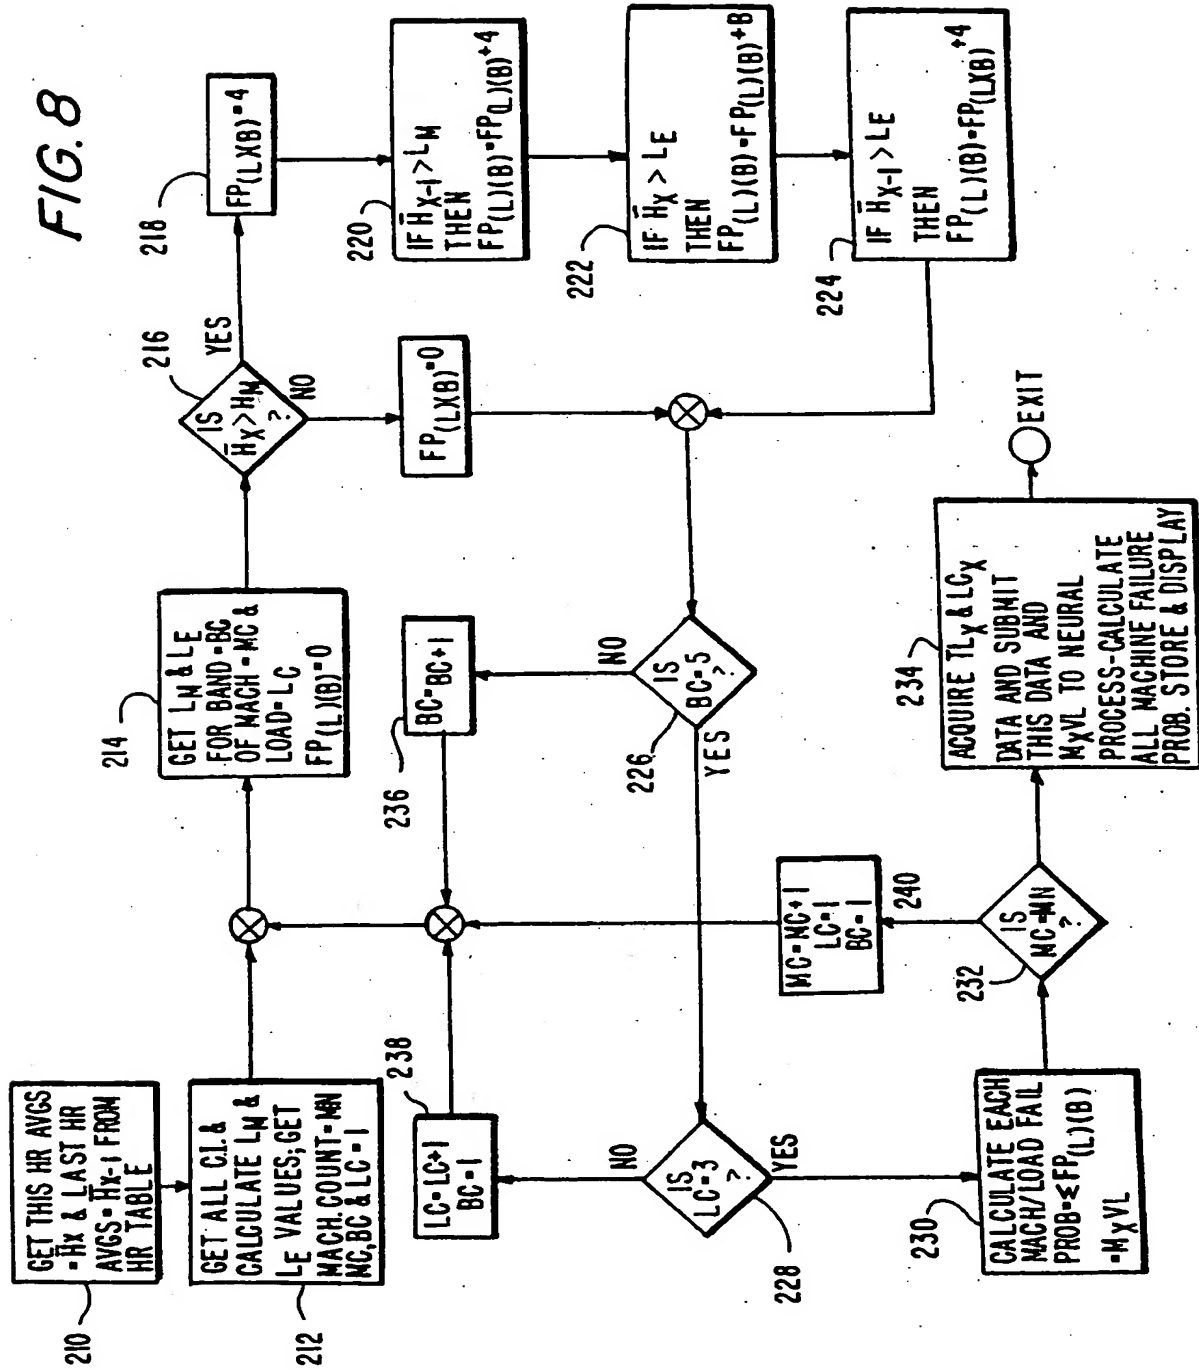 FIG. 8
210
GET THIS HR AVGS
=H̅X & LAST HR
AVGS=H̅X-1 FROM
HR TABLE
212
GET ALL C.I.&
CALCULATE LM &
LE VALUES;GET
MACH.COUNT=MN
MC,BC & LC=1
214
GET LM & LE
FOR BAND=BC
OF MACH=MC &
LOAD=LC
FP(L)(B)=0
216
IS
H̅X>HM
?
YES
NO
218
FP(LXB)=4
FP(LXB)=0
220
IF H̅X-1>LM
THEN
FP(L)(B)=FP(L)(B)+4
222
IF H̅X>LE
THEN
FP(L)(B)=FP(L)(B)+B
224
IF H̅X-1>LE
THEN
FP(L)(B)=FP(LXB)+4
226
IS
BC=5
?
NO
YES
236
BC=BC+1
228
IS
LC=3
?
NO
YES
238
LC=LC+1
BC=1
230
CALCULATE EACH
MACH/LOAD FAIL
PROB=ΣFP(L)(B)
=MXVL
232
IS
MC=MN
?
240
MC=MC+1
LC=1
BC=1
234
ACQUIRE TLX & LCX
DATA AND SUBMIT
THIS DATA AND
MXVL TO NEURAL
PROCESS-CALCULATE
ALL MACHINE FAILURE
PROB. STORE & DISPLAY
EXIT